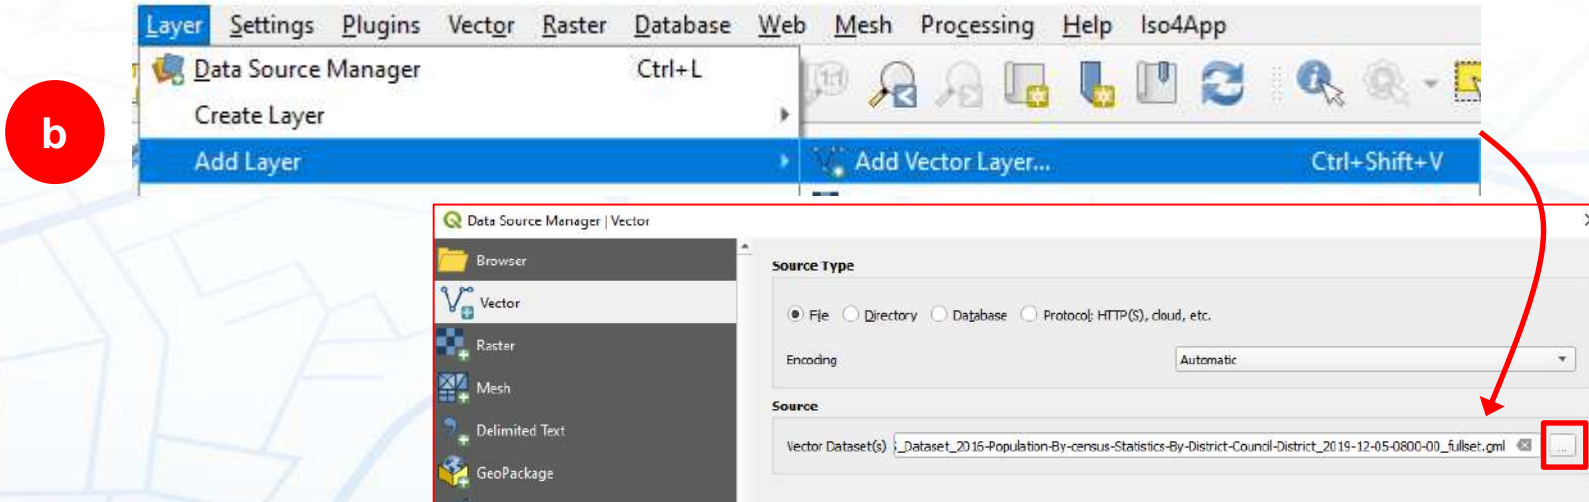 Layer Settings Plugins Vector Raster Database Web Mesh Processing Help Iso4App
Data Source Manager Ctrl+L
1:1
Create Layer
b
Add Layer Add Vector Layer... Ctrl+Shift+V
Data Source Manager | Vector
Browser
Source Type
Vector
File Directory Database Protocol: HTTP(S), cloud, etc.
Raster
Encoding Automatic
Mesh
Source
Delimited Text
Vector Dataset(s) _Dataset_2016-Population-By-census-Statistics-By-District-Council-District_2019-12-05-0800-00_fullset.gml ...
GeoPackage